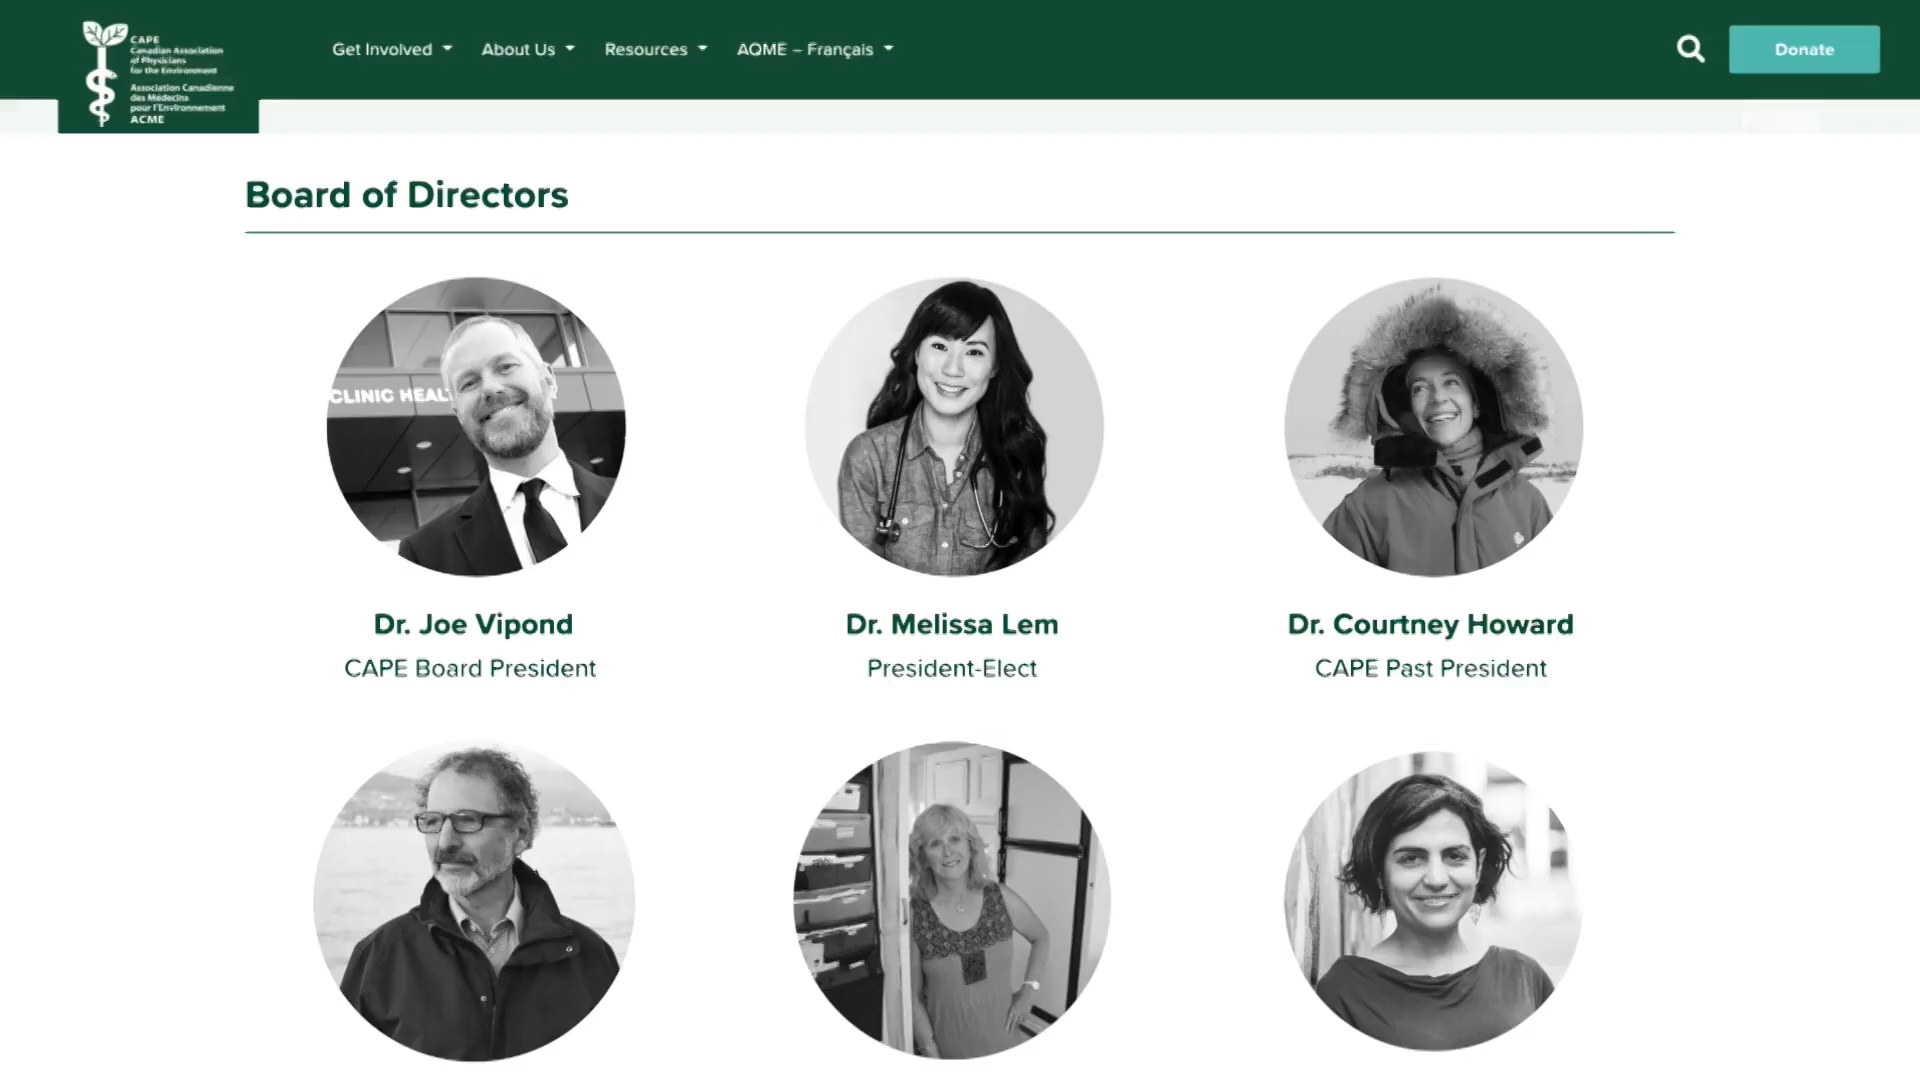 CAPE
Canadian Association
of Physicians
for the Environment
Association Canadienne
des Médecins
pour l'Environnement
ACME
Get Involved
About Us
Resources
AQME – Français
Donate
Board of Directors
CLINIC HEAL
Dr. Joe Vipond
CAPE Board President
Dr. Melissa Lem
President-Elect
Dr. Courtney Howard
CAPE Past President